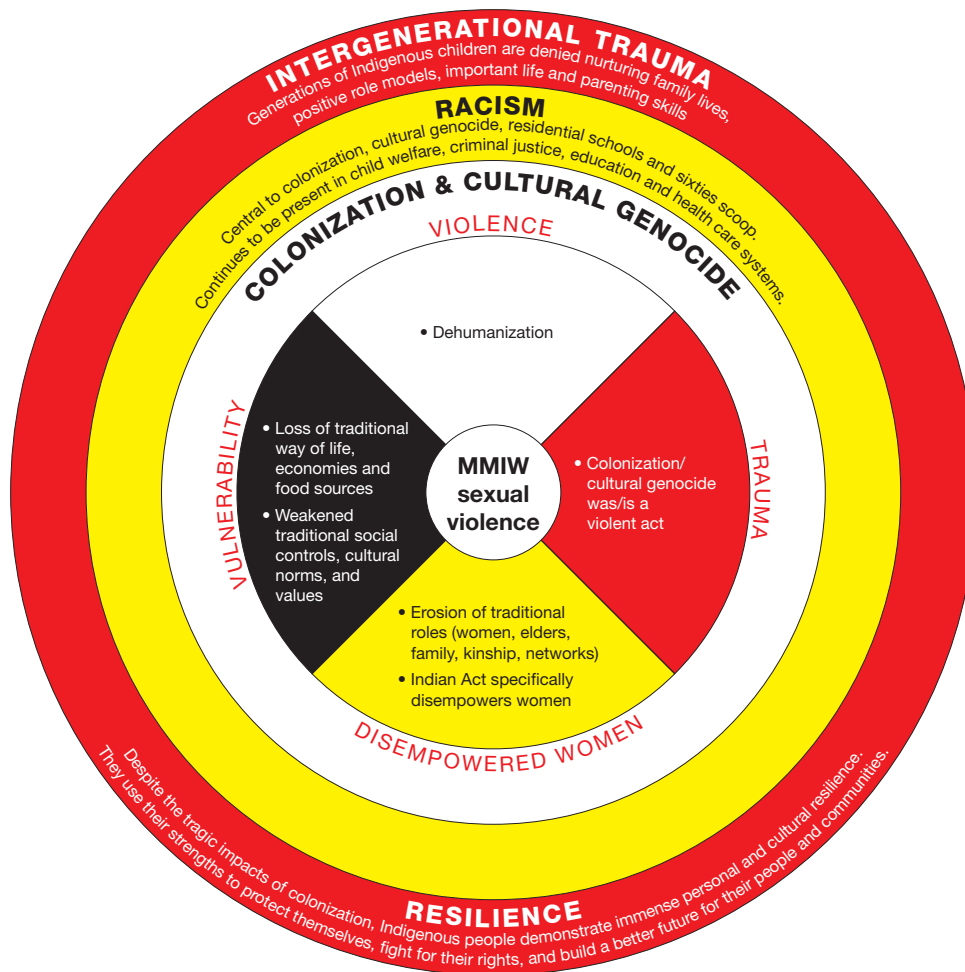 INTERGENERATIONAL TRAUMA
Generations of Indigenous children are denied nurturing family lives,
positive role models, important life and parenting skills
RACISM
Central to colonization, cultural genocide, residential schools and sixties scoop.
Continues to be present in child welfare, criminal justice, education and health care systems.
COLONIZATION & CULTURAL GENOCIDE
VIOLENCE
• Dehumanization
VULNERABILITY
• Loss of traditional
way of life,
economies and
food sources
• Weakened
traditional social
controls, cultural
norms, and
values
MMIW
sexual
violence
• Colonization/
cultural genocide
was/is a
violent act
TRAUMA
• Erosion of traditional
roles (women, elders,
family, kinship, networks)
• Indian Act specifically
disempowers women
DISEMPOWERED WOMEN
Despite the tragic impacts of colonization, Indigenous people demonstrate immense personal and cultural resilience.
They use their strengths to protect themselves, fight for their rights, and build a better future for their people and communities.
RESILIENCE